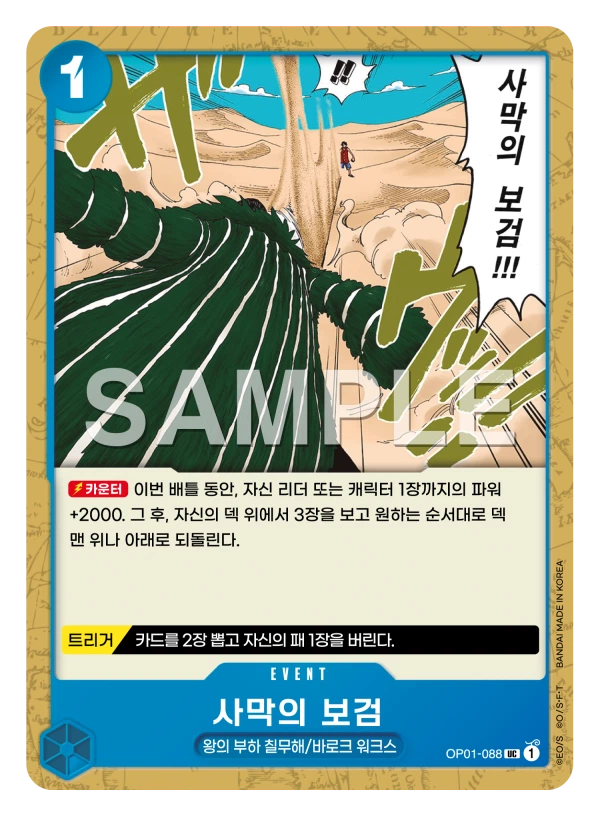 1
!!
사막의 보검!!!
SAMPLE
카운터 이번 배틀 동안, 자신 리더 또는 캐릭터 1장까지의 파워
+2000. 그 후, 자신의 덱 위에서 3장을 보고 원하는 순서대로 덱
맨 위나 아래로 되돌린다.
트리거 카드를 2장 뽑고 자신의 패 1장을 버린다.
EVENT
사막의 보검
왕의 부하 칠무해/바로크 워크스
OP01-088 UC 1
©E.O/S. ©O/S·F·T BANDAI MADE IN KOREA